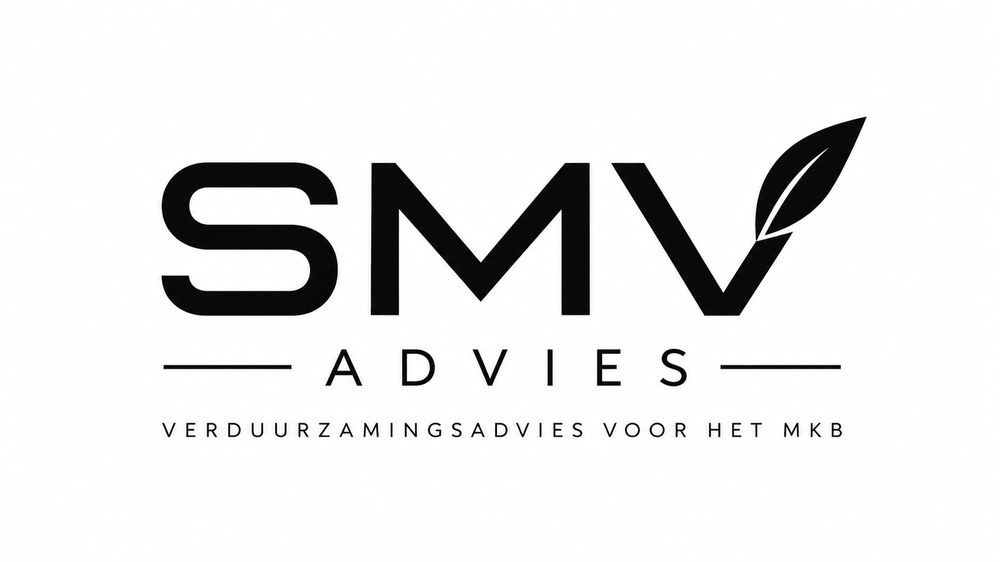 SMV
ADVIES
VERDUURZAMINGSADVIES VOOR HET MKB